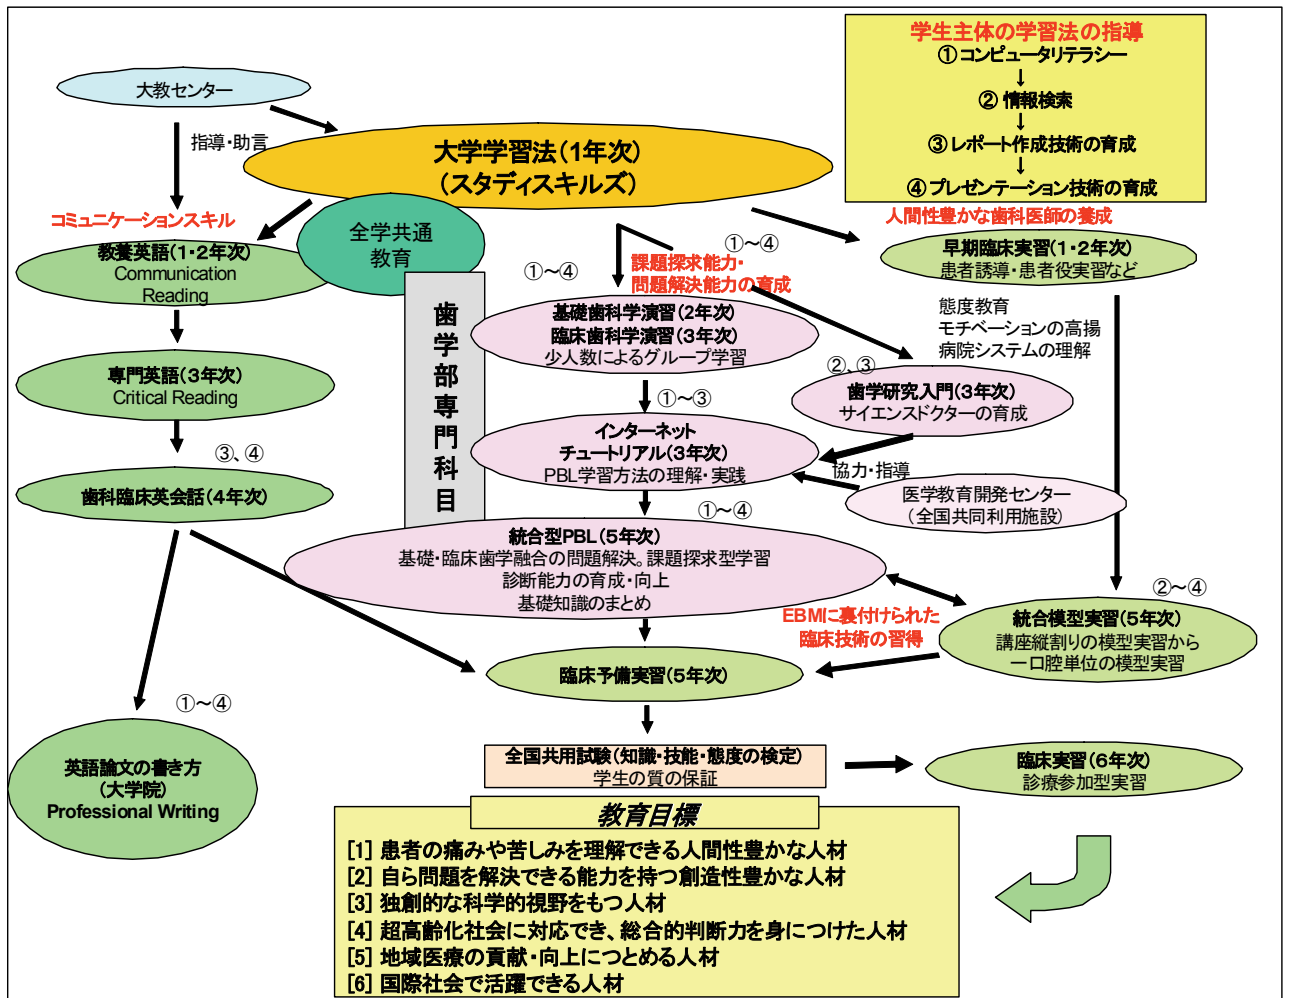 学生主体の学習法の指導
① コンピュータリテラシー
↓
② 情報検索
↓
③ レポート作成技術の育成
↓
④ プレゼンテーション技術の育成
大教センター
指導・助言
大学学習法(1年次)
(スタディスキルズ)
コミュニケーションスキル
教養英語(1・2年次)
Communication
Reading
全学共通
教育
歯学部専門科目
①～④
①～④
課題探求能力・
問題解決能力の育成
人間性豊かな歯科医師の養成
早期臨床実習(1・2年次)
患者誘導・患者役実習など
態度教育
モチベーションの高揚
病院システムの理解
基礎歯科学演習(2年次)
臨床歯科学演習(3年次)
少人数によるグループ学習
専門英語(3年次)
Critical Reading
②、③
歯学研究入門(3年次)
サイエンスドクターの育成
①～③
インターネット
チュートリアル(3年次)
PBL学習方法の理解・実践
協力・指導
医学教育開発センター
(全国共同利用施設)
③、④
歯科臨床英会話(4年次)
①～④
統合型PBL(5年次)
基礎・臨床歯学融合の問題解決。課題探求型学習
診断能力の育成・向上
基礎知識のまとめ
EBMに裏付けられた
臨床技術の習得
②～④
統合模型実習(5年次)
講座縦割りの模型実習から
一口腔単位の模型実習
臨床予備実習(5年次)
①～④
英語論文の書き方
(大学院)
Professional Writing
全国共用試験(知識・技能・態度の検定)
学生の質の保証
臨床実習(6年次)
診療参加型実習
教育目標
[1] 患者の痛みや苦しみを理解できる人間性豊かな人材
[2] 自ら問題を解決できる能力を持つ創造性豊かな人材
[3] 独創的な科学的視野をもつ人材
[4] 超高齢化社会に対応でき、総合的判断力を身につけた人材
[5] 地域医療の貢献・向上につとめる人材
[6] 国際社会で活躍できる人材